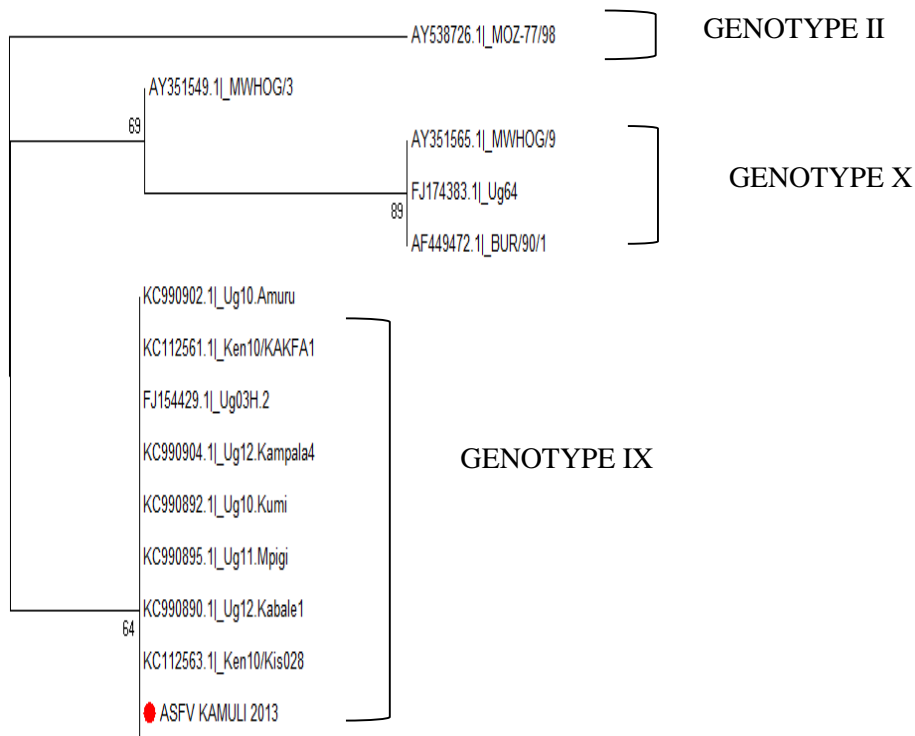 AY538726.1|_MOZ-77/98
GENOTYPE II
AY351549.1|_MWHOG/3
69
AY351565.1|_MWHOG/9
GENOTYPE X
FJ174383.1|_Ug64
89
AF449472.1|_BUR/90/1
KC990902.1|_Ug10.Amuru
KC112561.1|_Ken10/KAKFA1
FJ154429.1|_Ug03H.2
KC990904.1|_Ug12.Kampala4
GENOTYPE IX
KC990892.1|_Ug10.Kumi
KC990895.1|_Ug11.Mpigi
KC990890.1|_Ug12.Kabale1
64
KC112563.1|_Ken10/Kis028
ASFV KAMULI 2013